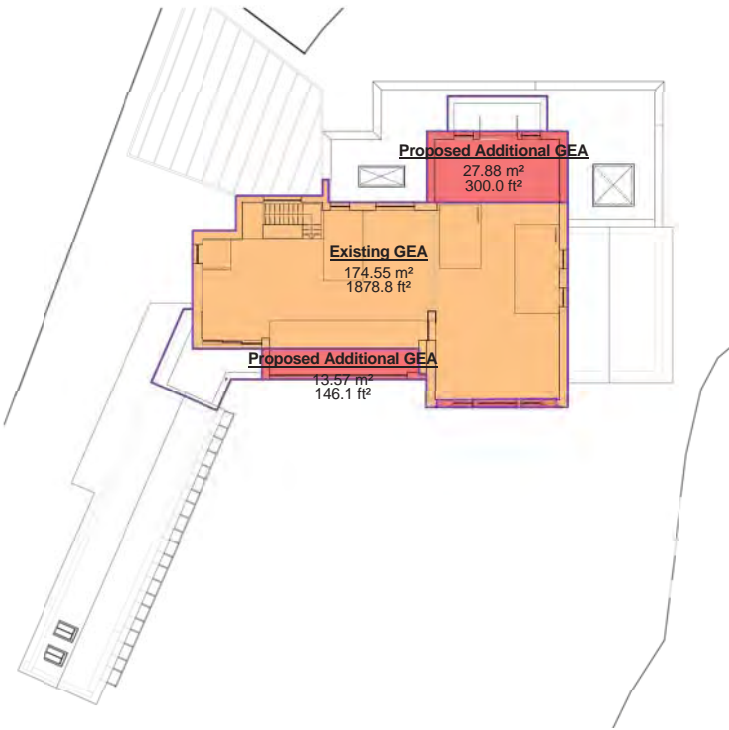 Proposed Additional GEA
27.88 m²
300.0 ft²
Existing GEA
174.55 m²
1878.8 ft²
Proposed Additional GEA
13.57 m²
146.1 ft²